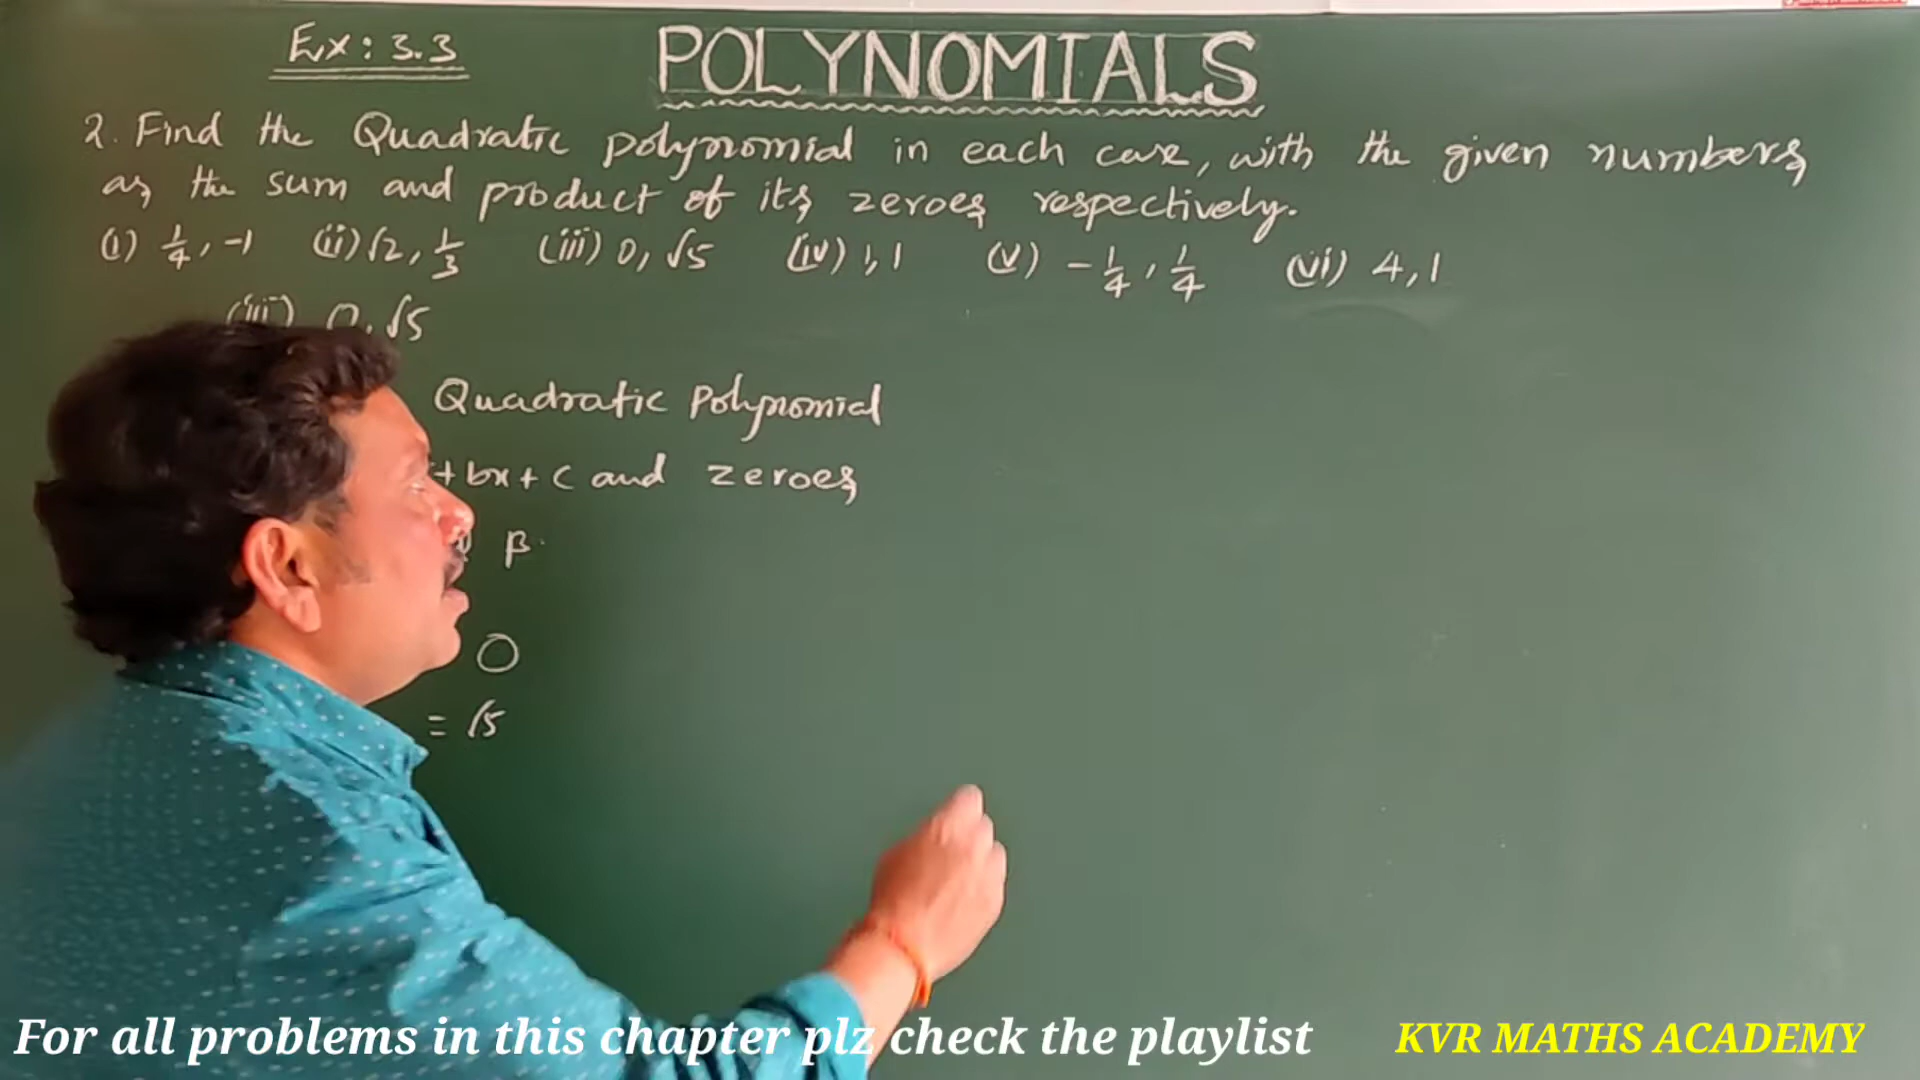 Ex: 3.3
POLYNOMIALS
2. Find the Quadratic polynomial in each case, with the given numbers
as the sum and product of its zeroes respectively.
(i) 1/4, -1 (ii) √2, 1/3 (iii) 0, √5 (iv) 1, 1 (v) -1/4, 1/4 (vi) 4, 1
(iii) 0, √5
Quadratic Polynomial
+ bx + c and zeroes
β
0
= √5
For all problems in this chapter plz check the playlist
KVR MATHS ACADEMY